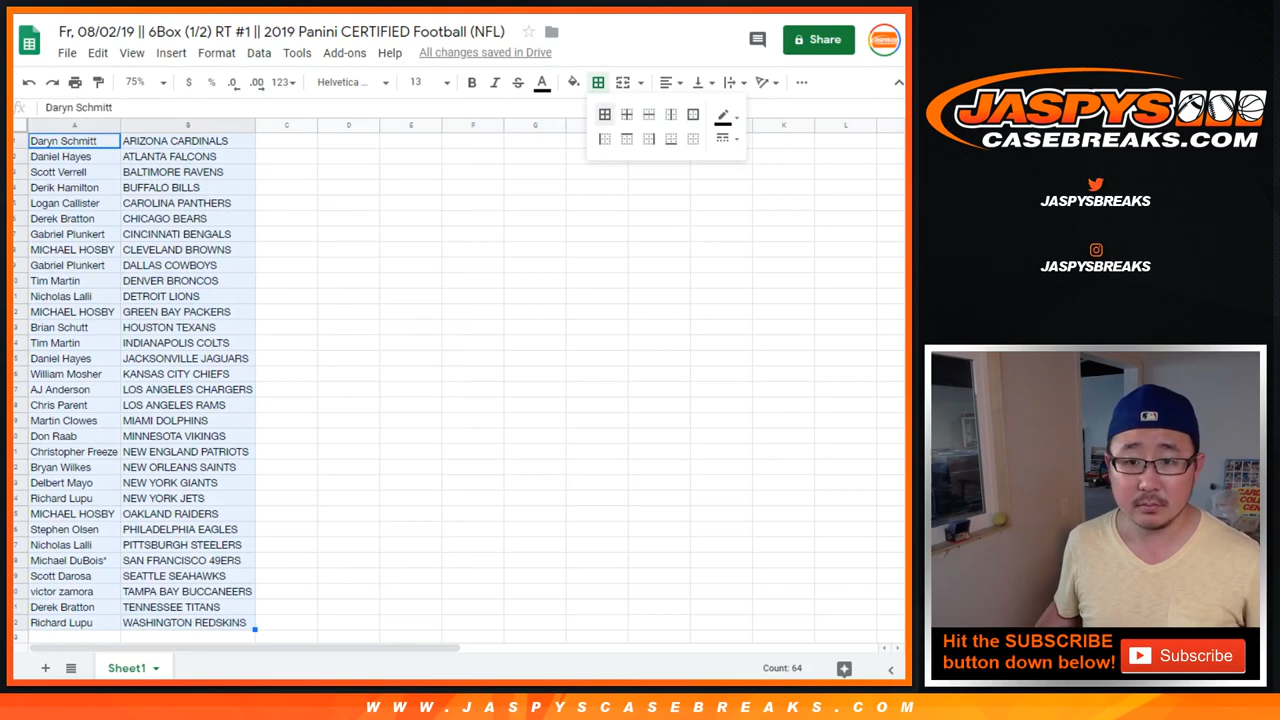 Fr, 08/02/19 || 6Box (1/2) RT #1 || 2019 Panini CERTIFIED Football (NFL)
File Edit View Insert Format Data Tools Add-ons Help All changes saved in Drive
Share
75% $ % .0 .00 123 Helvetica ... 13 B I S A
fx Daryn Schmitt
A B C D E F G K L
Daryn Schmitt ARIZONA CARDINALS
Daniel Hayes ATLANTA FALCONS
Scott Verrell BALTIMORE RAVENS
Derik Hamilton BUFFALO BILLS
Logan Callister CAROLINA PANTHERS
Derek Bratton CHICAGO BEARS
Gabriel Plunkert CINCINNATI BENGALS
MICHAEL HOSBY CLEVELAND BROWNS
Gabriel Plunkert DALLAS COWBOYS
Tim Martin DENVER BRONCOS
Nicholas Lalli DETROIT LIONS
MICHAEL HOSBY GREEN BAY PACKERS
Brian Schutt HOUSTON TEXANS
Tim Martin INDIANAPOLIS COLTS
Daniel Hayes JACKSONVILLE JAGUARS
William Mosher KANSAS CITY CHIEFS
AJ Anderson LOS ANGELES CHARGERS
Chris Parent LOS ANGELES RAMS
Martin Clowes MIAMI DOLPHINS
Don Raab MINNESOTA VIKINGS
Christopher Freeze NEW ENGLAND PATRIOTS
Bryan Wilkes NEW ORLEANS SAINTS
Delbert Mayo NEW YORK GIANTS
Richard Lupu NEW YORK JETS
MICHAEL HOSBY OAKLAND RAIDERS
Stephen Olsen PHILADELPHIA EAGLES
Nicholas Lalli PITTSBURGH STEELERS
Michael DuBois* SAN FRANCISCO 49ERS
Scott Darosa SEATTLE SEAHAWKS
victor zamora TAMPA BAY BUCCANEERS
Derek Bratton TENNESSEE TITANS
Richard Lupu WASHINGTON REDSKINS
Sheet1
Count: 64
JASPYS
CASEBREAKS.COM
JASPYSBREAKS
JASPYSBREAKS
Hit the SUBSCRIBE
button down below!
Subscribe
WWW.JASPYSCASEBREAKS.COM